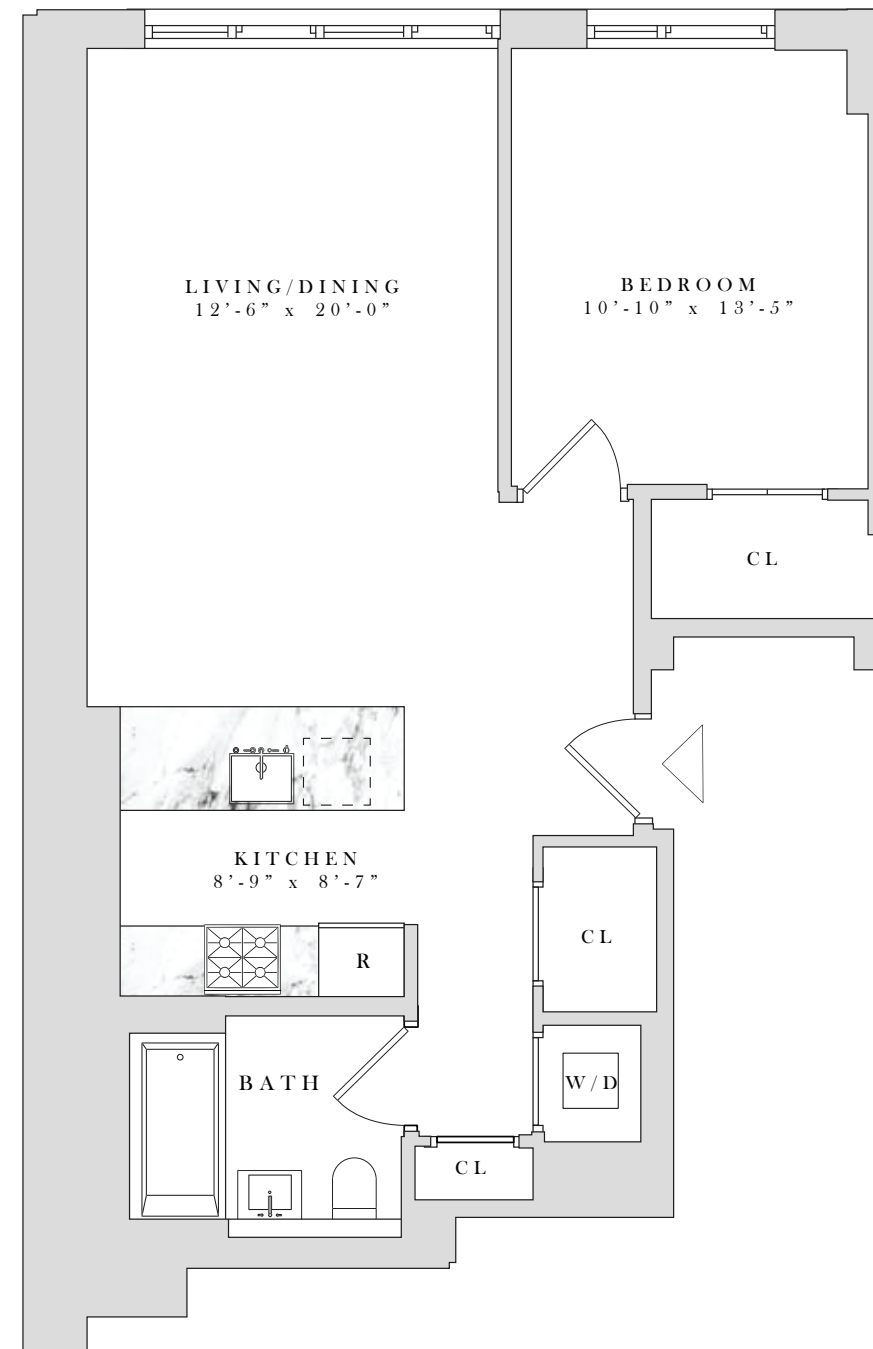 LIVING/DINING
12’-6” x 20’-0”
BEDROOM
10’-10” x 13’-5”
CL
KITCHEN
8’-9” x 8’-7”
CL
R
BATH
W/D
CL